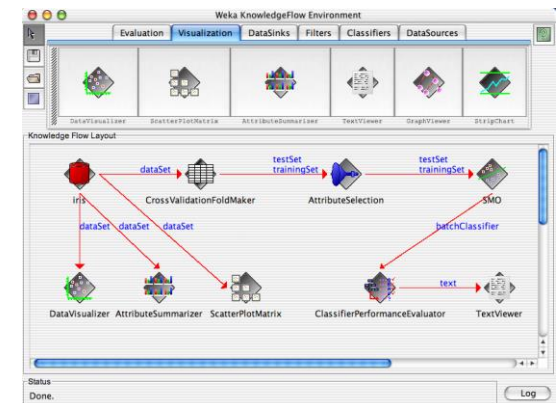 Weka KnowledgeFlow Environment
Evaluation Visualization DataSinks Filters Classifiers DataSources
DataVisualizer ScatterPlotMatrix AttributeSummarizer TextViewer GraphViewer StripChart
Knowledge Flow Layout
testSet testSet
dataSet trainingSet trainingSet
iris CrossValidationFoldMaker AttributeSelection SMO
dataSet dataSet dataSet batchClassifier
text
DataVisualizer AttributeSummarizer ScatterPlotMatrix ClassifierPerformanceEvaluator TextViewer
Status
Done. Log